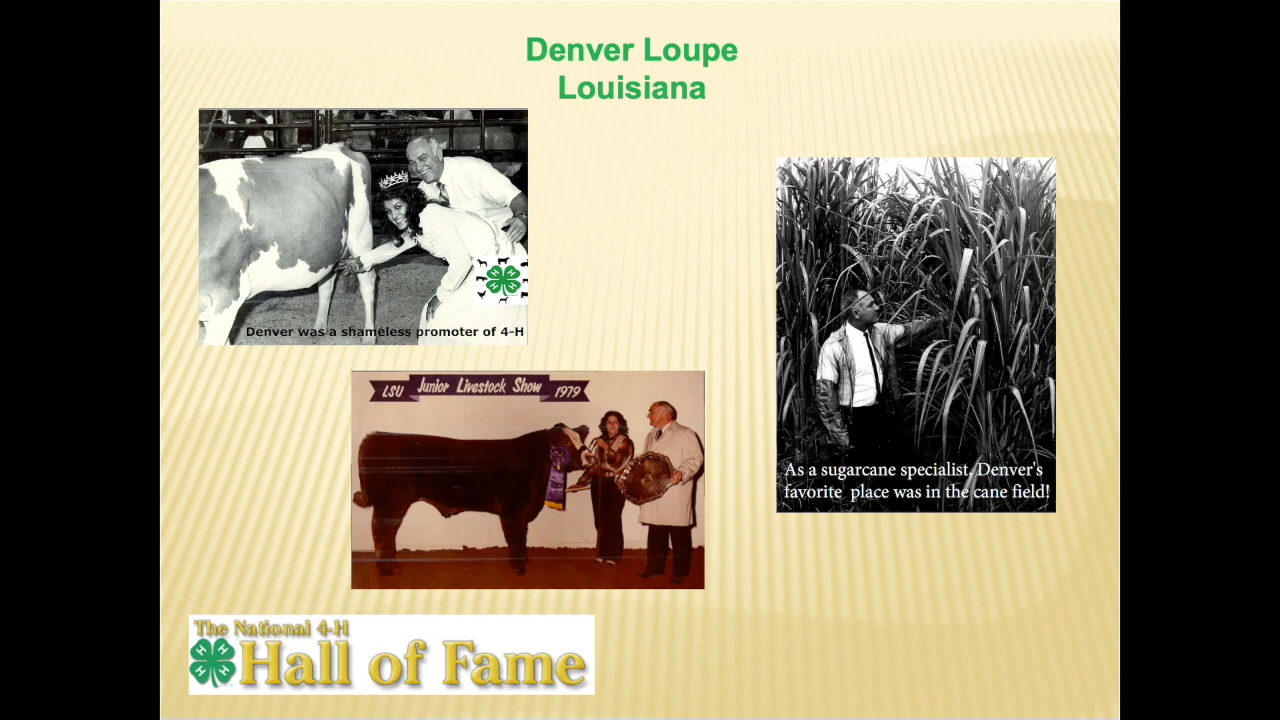 Denver Loupe
Louisiana
H H
H H
Denver was a shameless promoter of 4-H
As a sugarcane specialist, Denver's
favorite place was in the cane field!
LSU Junior Livestock Show 1979
The National 4-H
H H
H H
Hall of Fame